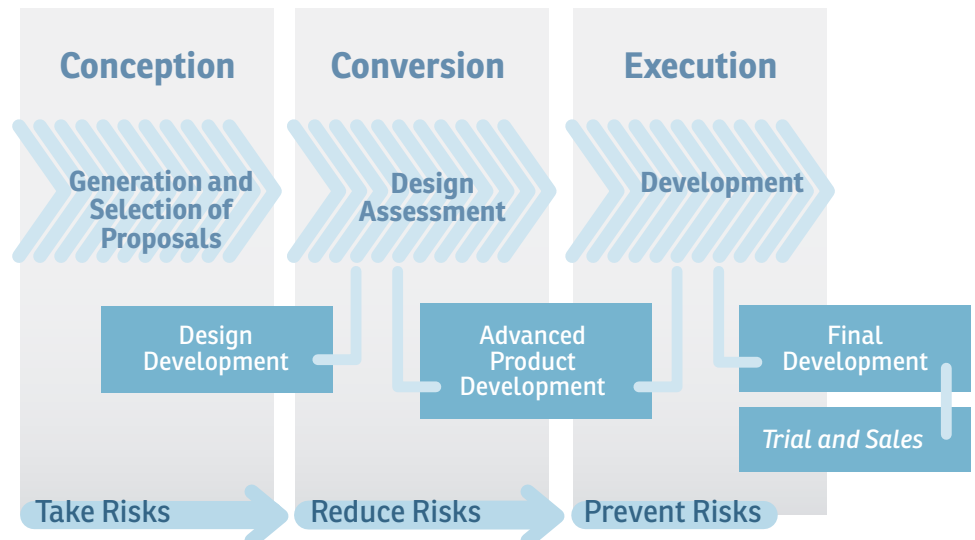 Conception
Conversion
Execution
Generation and
Selection of
Proposals
Design
Assessment
Development
Design
Development
Advanced
Product
Development
Final
Development
Trial and Sales
Take Risks
Reduce Risks
Prevent Risks